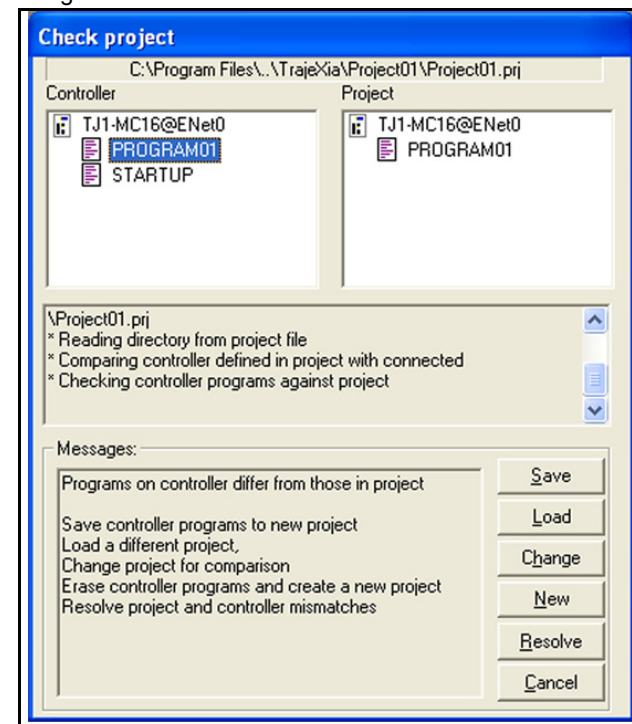 Check project
C:\Program Files\..\TrajeXia\Project01\Project01.prj
Controller
Project
TJ1-MC16@ENet0
PROGRAM01
STARTUP
TJ1-MC16@ENet0
PROGRAM01
\Project01.prj
* Reading directory from project file
* Comparing controller defined in project with connected
* Checking controller programs against project
Messages:
Programs on controller differ from those in project
Save controller programs to new project
Load a different project,
Change project for comparison
Erase controller programs and create a new project
Resolve project and controller mismatches
Save
Load
Change
New
Resolve
Cancel